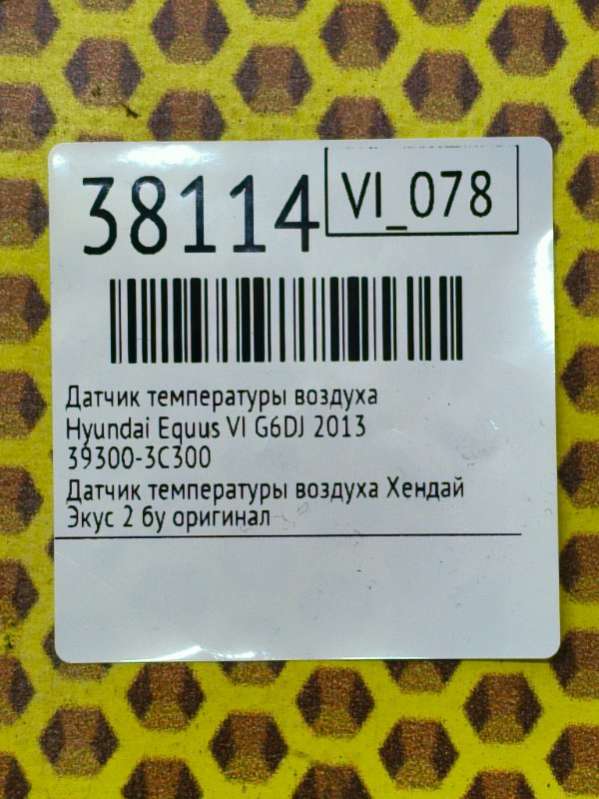 38114
VI_078
Датчик температуры воздуха
Hyundai Equus VI G6DJ 2013
39300-3C300
Датчик температуры воздуха Хендай
Экус 2 бу оригинал